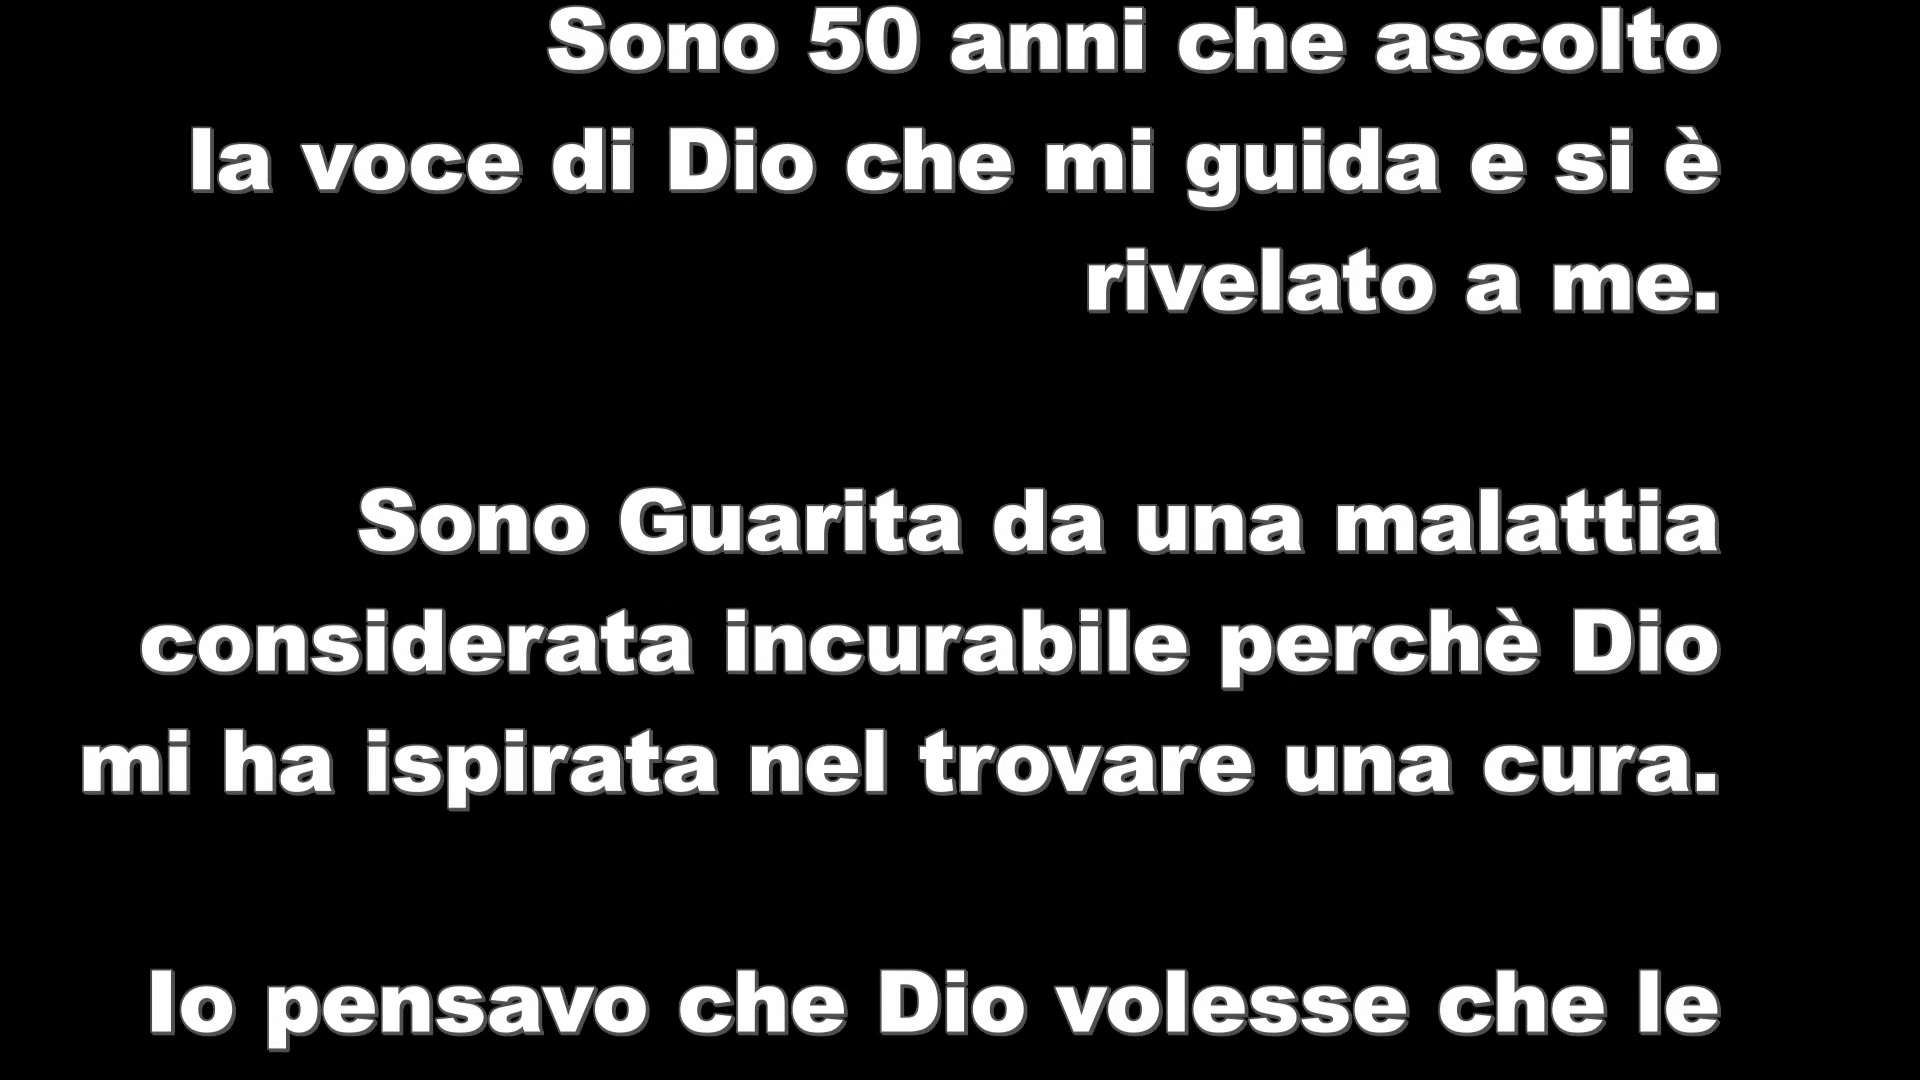 Sono 50 anni che ascolto
la voce di Dio che mi guida e si è
rivelato a me.
Sono Guarita da una malattia
considerata incurabile perchè Dio
mi ha ispirata nel trovare una cura.
Io pensavo che Dio volesse che le